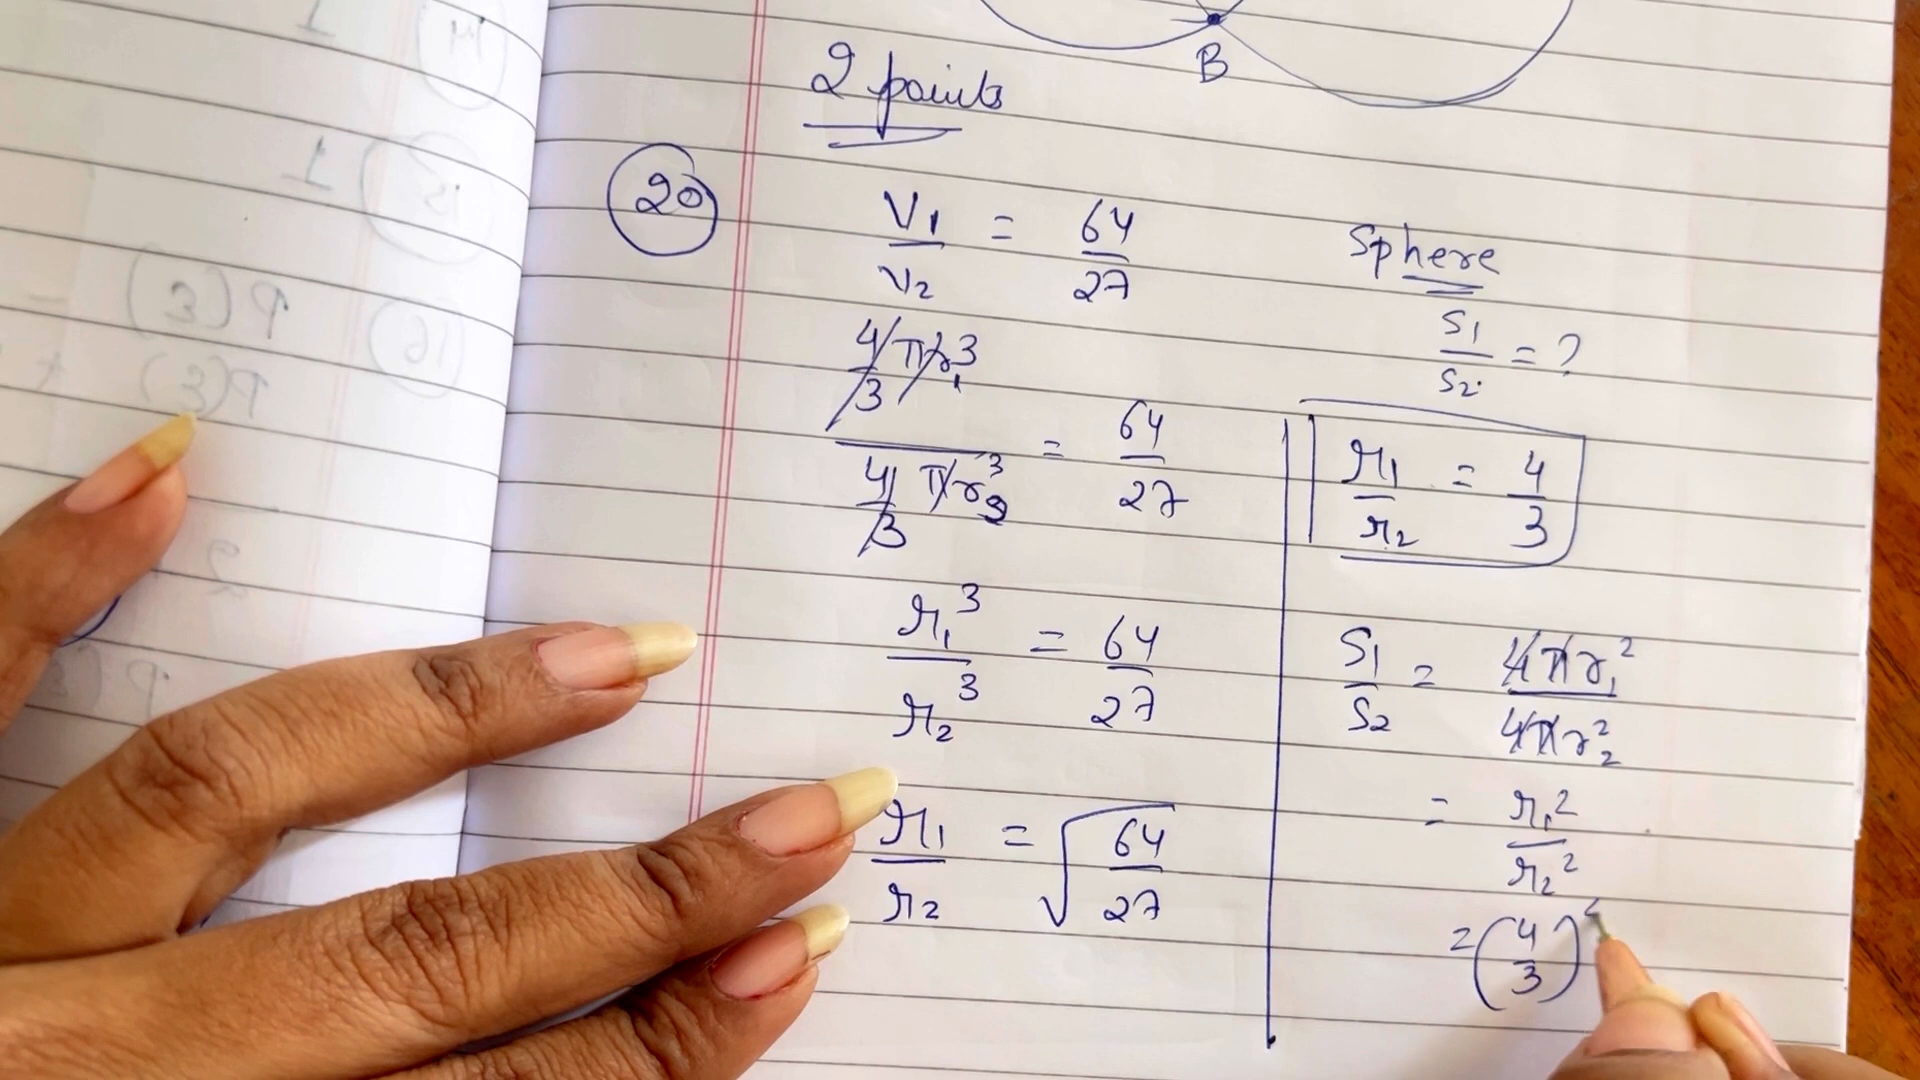 B
2 points
20
V1/V2 = 64/27
Sphere
S1/S2 = ?
4/3 πr1³ / 4/3 πr2³ = 64/27
r1³/r2³ = 64/27
r1/r2 = √64/27
r1/r2 = 4/3
S1/S2 = 4πr1²/4πr2²
= r1²/r2²
= (4/3)